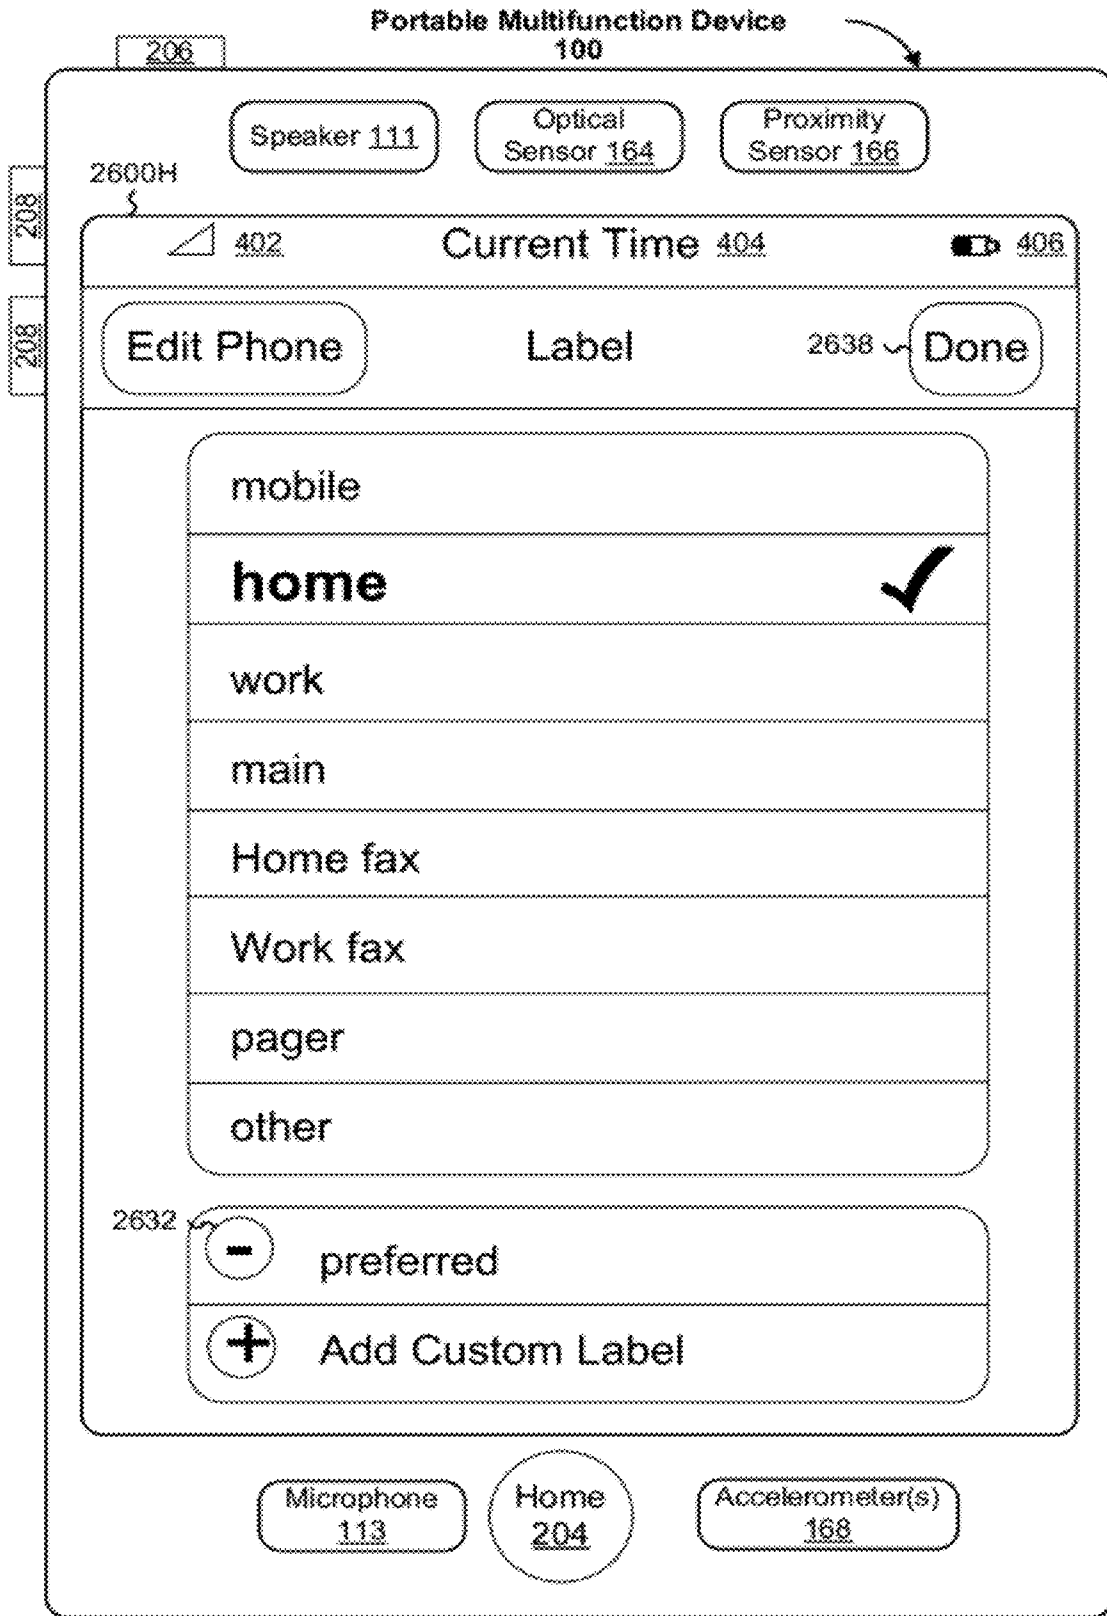 Portable Multifunction Device
100
206
Speaker 111
Optical
Sensor 164
Proximity
Sensor 166
2600H
208
208
402
Current Time 404
406
Edit Phone
Label
2638
Done
mobile
home
work
main
Home fax
Work fax
pager
other
2632
-
preferred
+
Add Custom Label
Microphone
113
Home
204
Accelerometer(s)
168